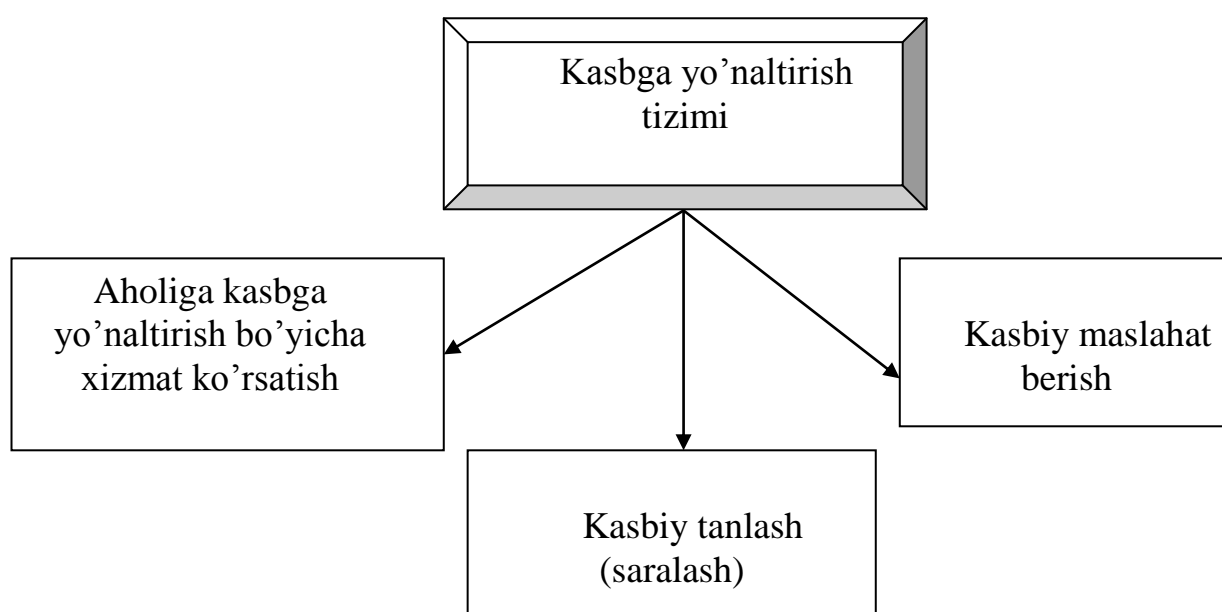 Kasbga yo’naltirish
tizimi
Aholiga kasbga
yo’naltirish bo’yicha
xizmat ko’rsatish
Kasbiy maslahat
berish
Kasbiy tanlash
(saralash)